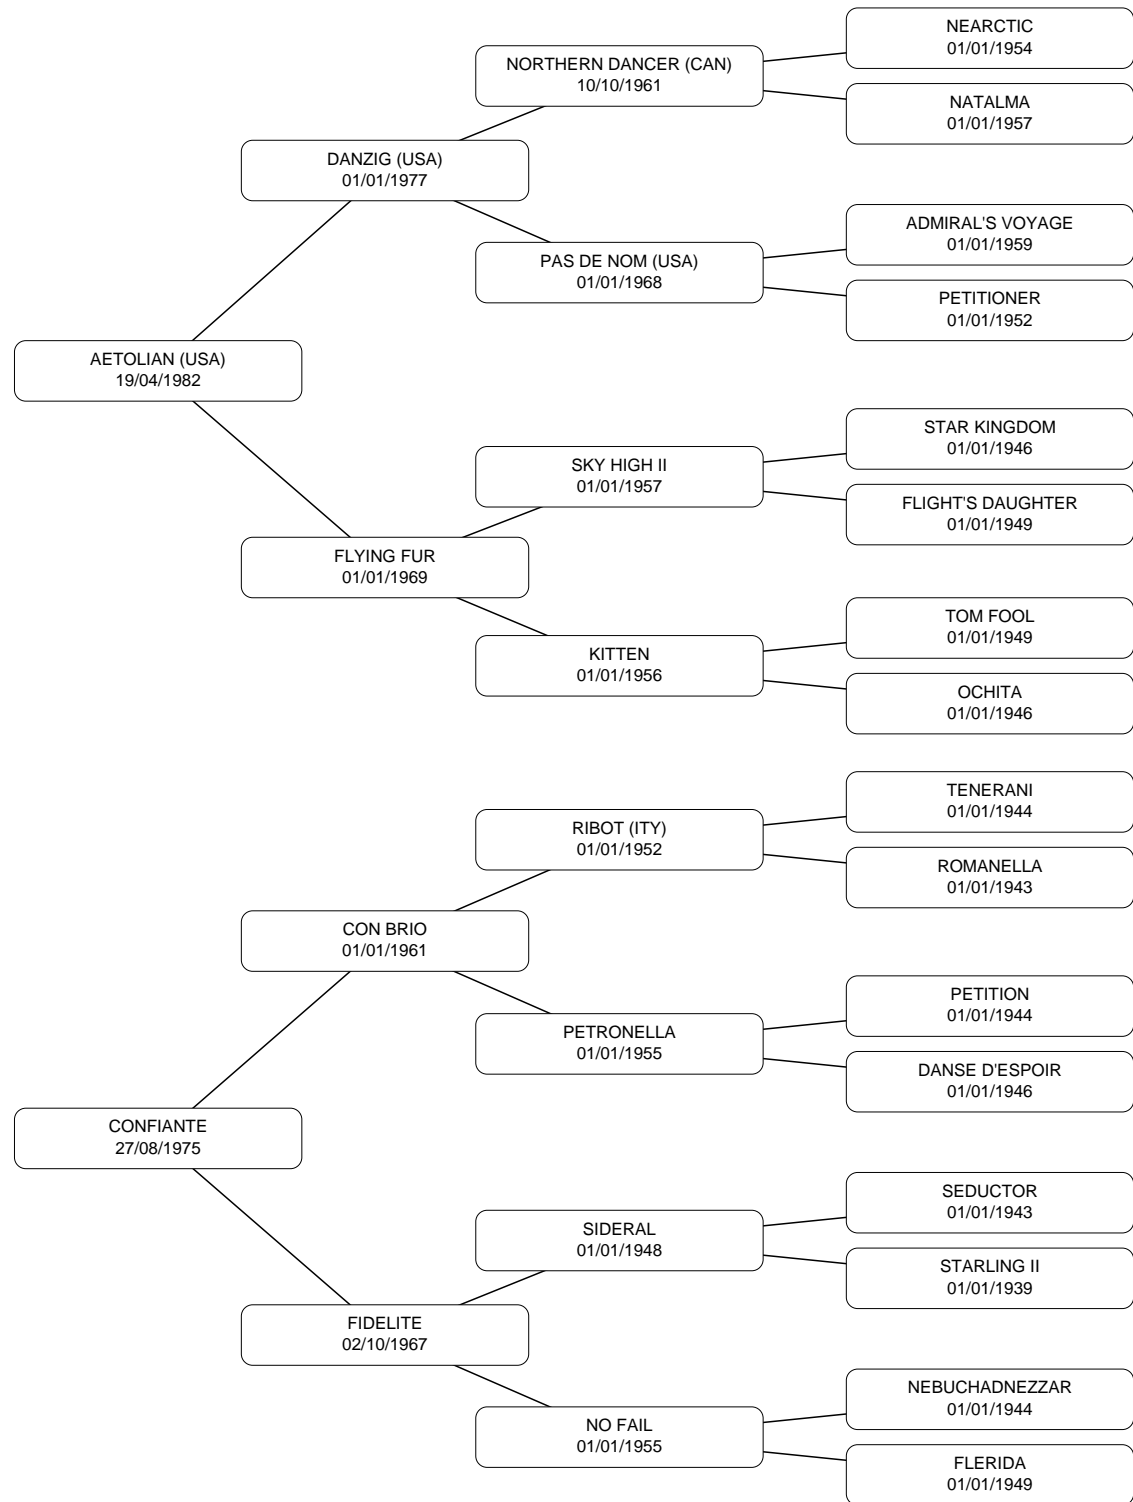 NEARCTIC
01/01/1954
NORTHERN DANCER (CAN)
10/10/1961
NATALMA
01/01/1957
DANZIG (USA)
01/01/1977
ADMIRAL'S VOYAGE
01/01/1959
PAS DE NOM (USA)
01/01/1968
PETITIONER
01/01/1952
AETOLIAN (USA)
19/04/1982
STAR KINGDOM
01/01/1946
SKY HIGH II
01/01/1957
FLIGHT'S DAUGHTER
01/01/1949
FLYING FUR
01/01/1969
TOM FOOL
01/01/1949
KITTEN
01/01/1956
OCHITA
01/01/1946
TENERANI
01/01/1944
RIBOT (ITY)
01/01/1952
ROMANELLA
01/01/1943
CON BRIO
01/01/1961
PETITION
01/01/1944
PETRONELLA
01/01/1955
DANSE D'ESPOIR
01/01/1946
CONFIANTE
27/08/1975
SEDUCTOR
01/01/1943
SIDERAL
01/01/1948
STARLING II
01/01/1939
FIDELITE
02/10/1967
NEBUCHADNEZZAR
01/01/1944
NO FAIL
01/01/1955
FLERIDA
01/01/1949